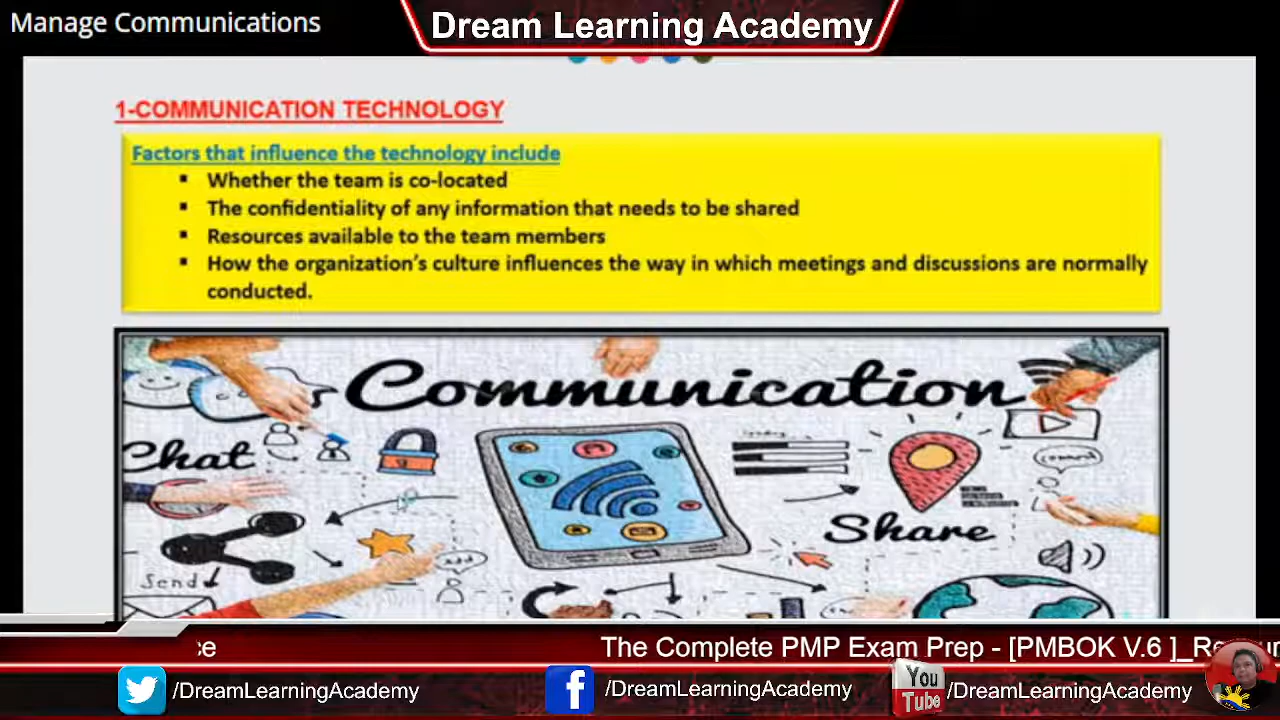 Manage Communications
Dream Learning Academy
1-COMMUNICATION TECHNOLOGY
Factors that influence the technology include
▪ Whether the team is co-located
▪ The confidentiality of any information that needs to be shared
▪ Resources available to the team members
▪ How the organization's culture influences the way in which meetings and discussions are normally
conducted.
Communication
Chat
Share
Send
The Complete PMP Exam Prep - [PMBOK V.6 ]_
/DreamLearningAcademy
/DreamLearningAcademy
You
Tube
/DreamLearningAcademy